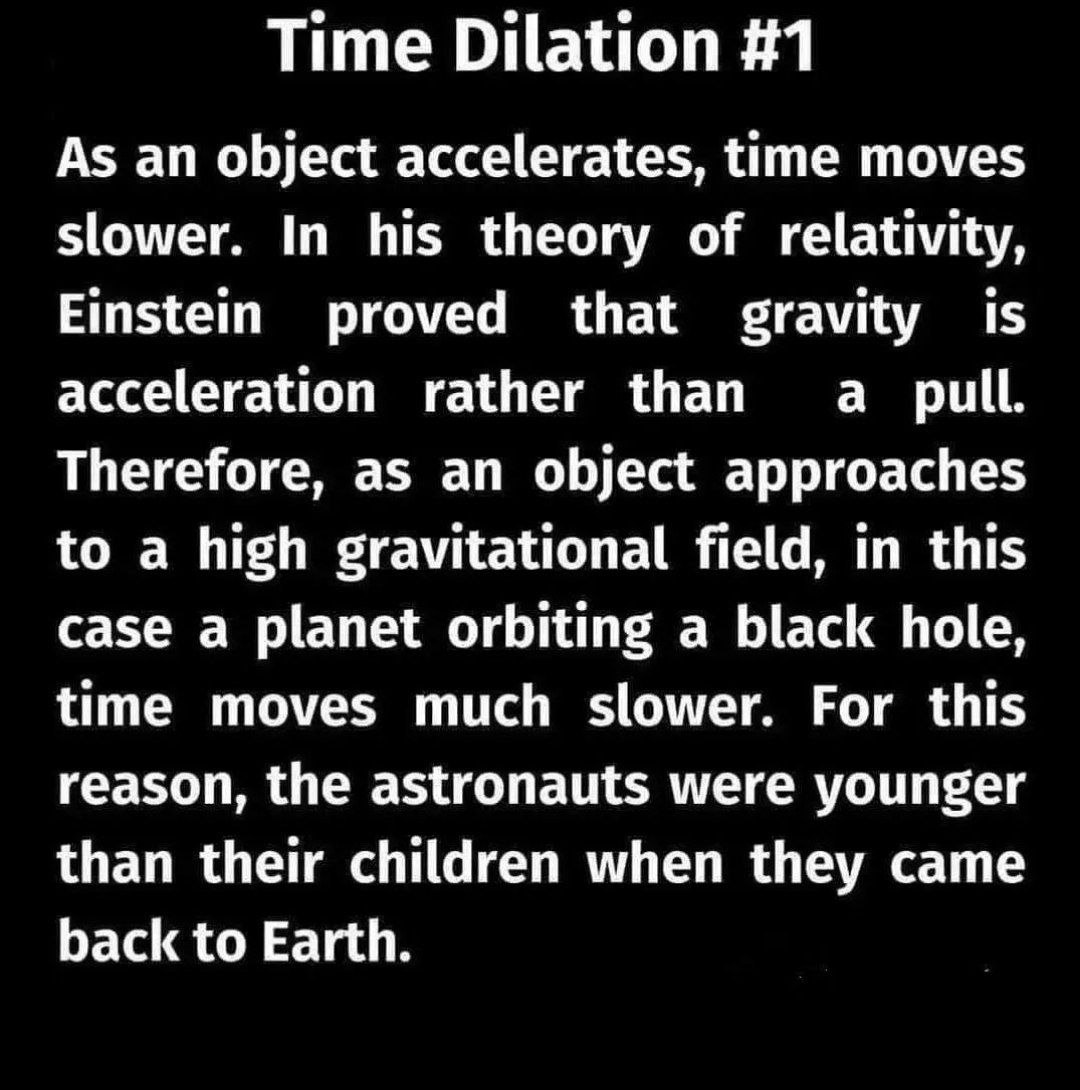 Time Dilation #1
As an object accelerates, time moves
slower. In his theory of relativity,
Einstein proved that gravity is
acceleration rather than a pull.
Therefore, as an object approaches
to a high gravitational field, in this
case a planet orbiting a black hole,
time moves much slower. For this
reason, the astronauts were younger
than their children when they came
back to Earth.